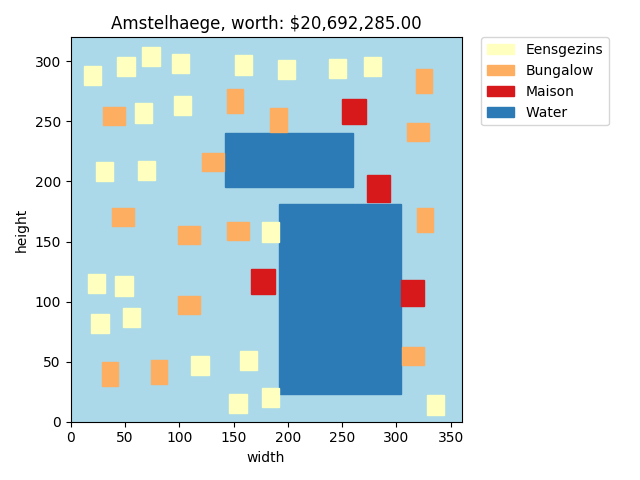 Amstelhaege, worth: $20,692,285.00
Eensgezins
Bungalow
Maison
Water
height
300
250
200
150
100
50
0
0 50 100 150 200 250 300 350
width